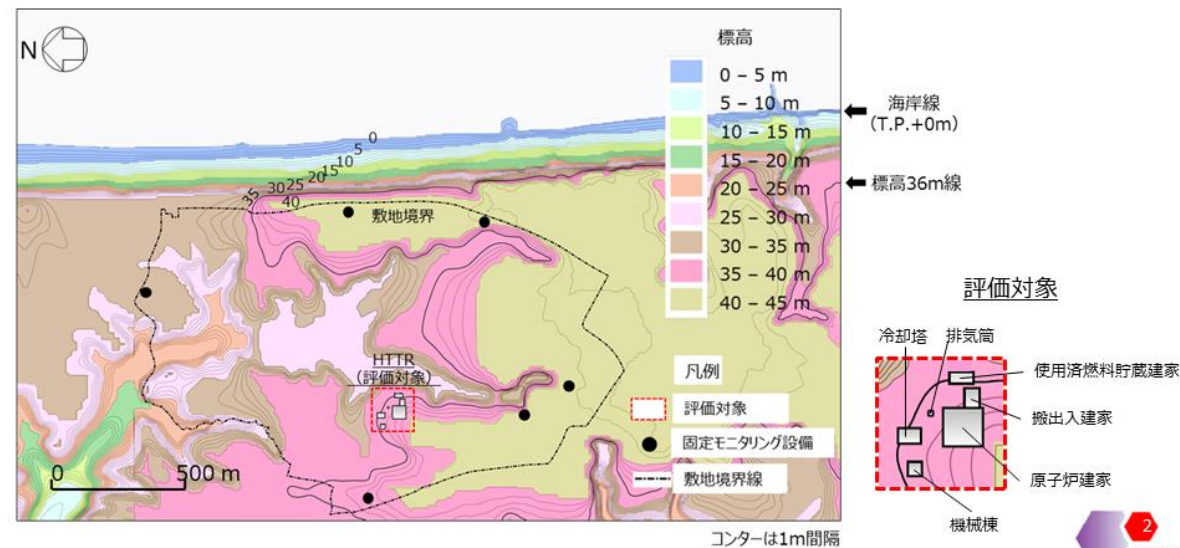 N
標高
0 – 5 m
5 – 10 m
10 – 15 m
15 – 20 m
20 – 25 m
25 – 30 m
30 – 35 m
35 – 40 m
40 – 45 m
海岸線
(T.P.+0m)
標高36m線
0
5
10
15
20
25
30
35
40
敷地境界
HTTR
(評価対象)
凡例
評価対象
固定モニタリング設備
敷地境界線
0 500 m
コンターは1m間隔
評価対象
冷却塔
排気筒
使用済燃料貯蔵建家
搬出入建家
原子炉建家
機械棟
2